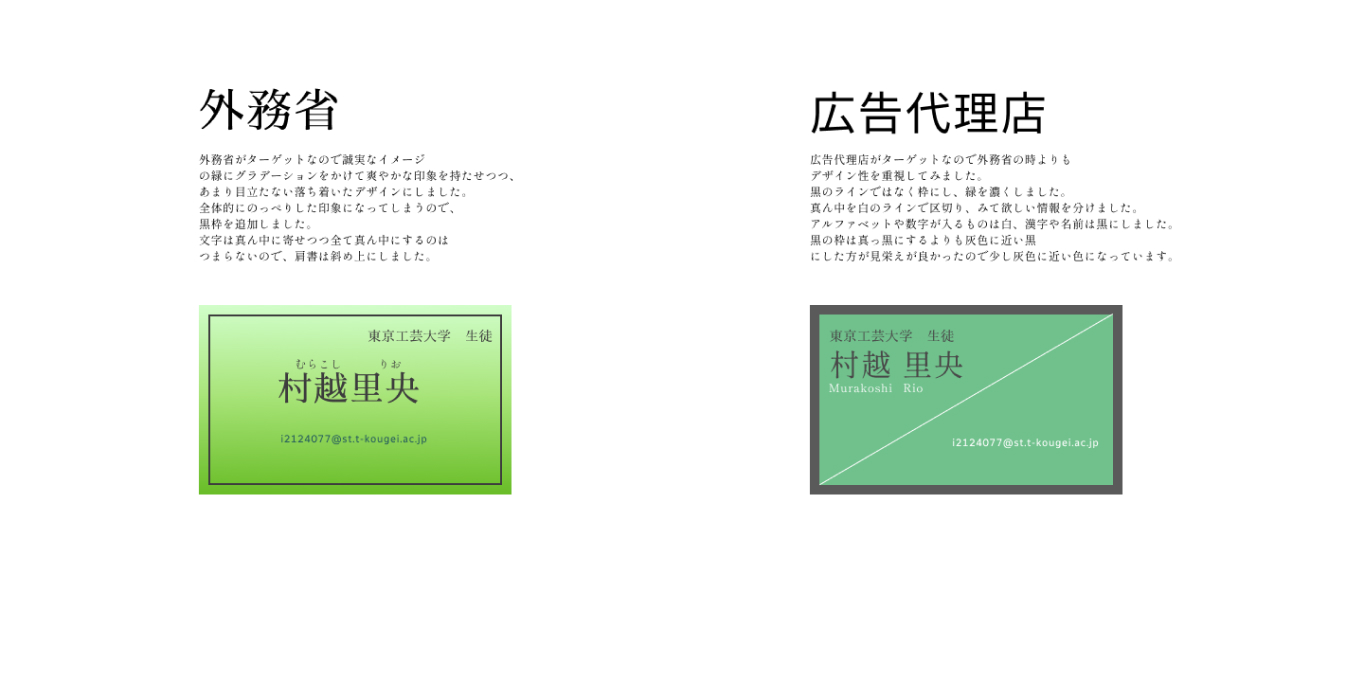 外務省
外務省がターゲットなので誠実なイメージ
の緑にグラデーションをかけて爽やかな印象を持たせつつ、
あまり目立たない落ち着いたデザインにしました。
全体的にのっぺりした印象になってしまうので、
黒枠を追加しました。
文字は真ん中に寄せつつ全て真ん中にするのは
つまらないので、肩書は斜め上にしました。
東京工芸大学　生徒
むらこし　りお
村越里央
i2124077@st.t-kougei.ac.jp
広告代理店
広告代理店がターゲットなので外務省の時よりも
デザイン性を重視してみました。
黒のラインではなく枠にし、緑を濃くしました。
真ん中を白のラインで区切り、みて欲しい情報を分けました。
アルファベットや数字が入るものは白、漢字や名前は黒にしました。
黒の枠は真っ黒にするよりも灰色に近い黒
にした方が見栄えが良かったので少し灰色に近い色になっています。
東京工芸大学　生徒
村越 里央
Murakoshi Rio
i2124077@st.t-kougei.ac.jp